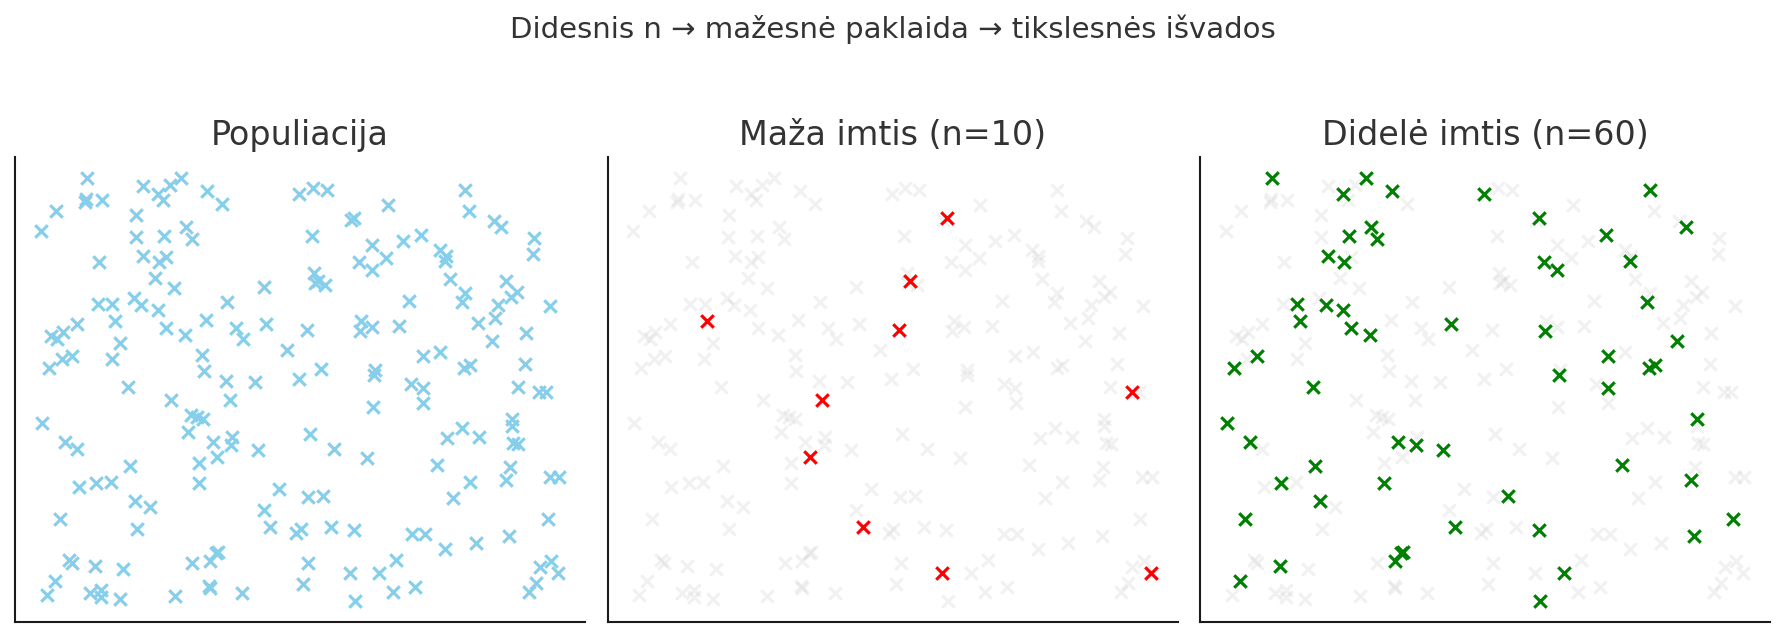 Didesnis n → mažesnė paklaida → tikslesnės išvados
Populiacija
Maža imtis (n=10)
Didelė imtis (n=60)